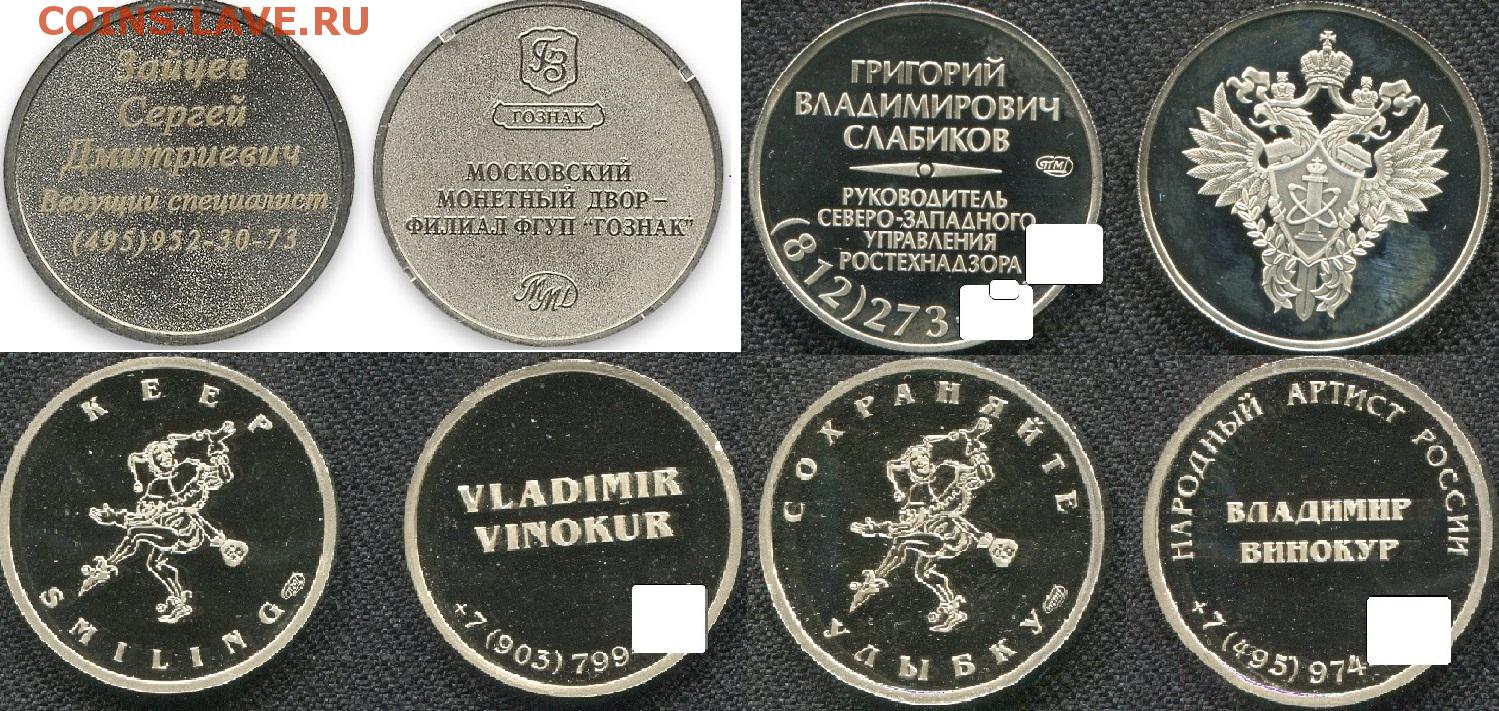 COINS.LAVE.RU
Зайцев
Сергей
Дмитриевич
Ведущий специалист
(495)952-30-73
ГЗ
ГОЗНАК
МОСКОВСКИЙ
МОНЕТНЫЙ ДВОР –
ФИЛИАЛ ФГУП "ГОЗНАК"
ММД
ГРИГОРИЙ
ВЛАДИМИРОВИЧ
СЛАБИКОВ
РУКОВОДИТЕЛЬ
СЕВЕРО-ЗАПАДНОГО
УПРАВЛЕНИЯ
РОСТЕХНАДЗОРА
(812)273
KEEP
SMILING
VLADIMIR
VINOKUR
+7 (903) 799
СОХРАНЯЙТЕ
УЛЫБКУ
НАРОДНЫЙ АРТИСТ РОССИИ
ВЛАДИМИР
ВИНОКУР
+7 (495) 974